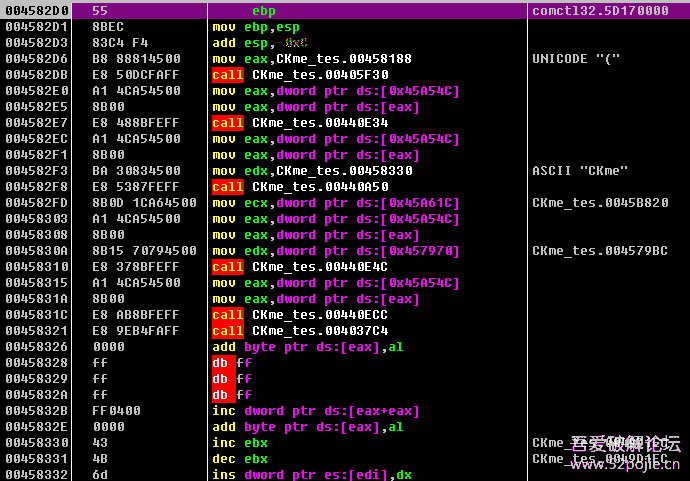 004582D0 55 ebp comctl32.5D170000
004582D1 8BEC mov ebp,esp
004582D3 83C4 F4 add esp,-0xC
004582D6 B8 88814500 mov eax,CKme_tes.00458188 UNICODE "("
004582DB E8 50DCFAFF call CKme_tes.00405F30
004582E0 A1 4CA54500 mov eax,dword ptr ds:[0x45A54C]
004582E5 8B00 mov eax,dword ptr ds:[eax]
004582E7 E8 488BFEFF call CKme_tes.00440E34
004582EC A1 4CA54500 mov eax,dword ptr ds:[0x45A54C]
004582F1 8B00 mov eax,dword ptr ds:[eax]
004582F3 BA 30834500 mov edx,CKme_tes.00458330 ASCII "CKme"
004582F8 E8 5387FEFF call CKme_tes.00440A50
004582FD 8B0D 1CA64500 mov ecx,dword ptr ds:[0x45A61C] CKme_tes.0045B820
00458303 A1 4CA54500 mov eax,dword ptr ds:[0x45A54C]
00458308 8B00 mov eax,dword ptr ds:[eax]
0045830A 8B15 70794500 mov edx,dword ptr ds:[0x457970] CKme_tes.004579BC
00458310 E8 378BFEFF call CKme_tes.00440E4C
00458315 A1 4CA54500 mov eax,dword ptr ds:[0x45A54C]
0045831A 8B00 mov eax,dword ptr ds:[eax]
0045831C E8 AB8BFEFF call CKme_tes.00440ECC
00458321 E8 9EB4FAFF call CKme_tes.004037C4
00458326 0000 add byte ptr ds:[eax],al
00458328 ff db ff
00458329 ff db ff
0045832A ff db ff
0045832B FF0400 inc dword ptr ds:[eax+eax]
0045832E 0000 add byte ptr ds:[eax],al
00458330 43 inc ebx
00458331 4B dec ebx
00458332 6d ins dword ptr es:[edi],dx
吾爱破解论坛
www.52pojie.cn